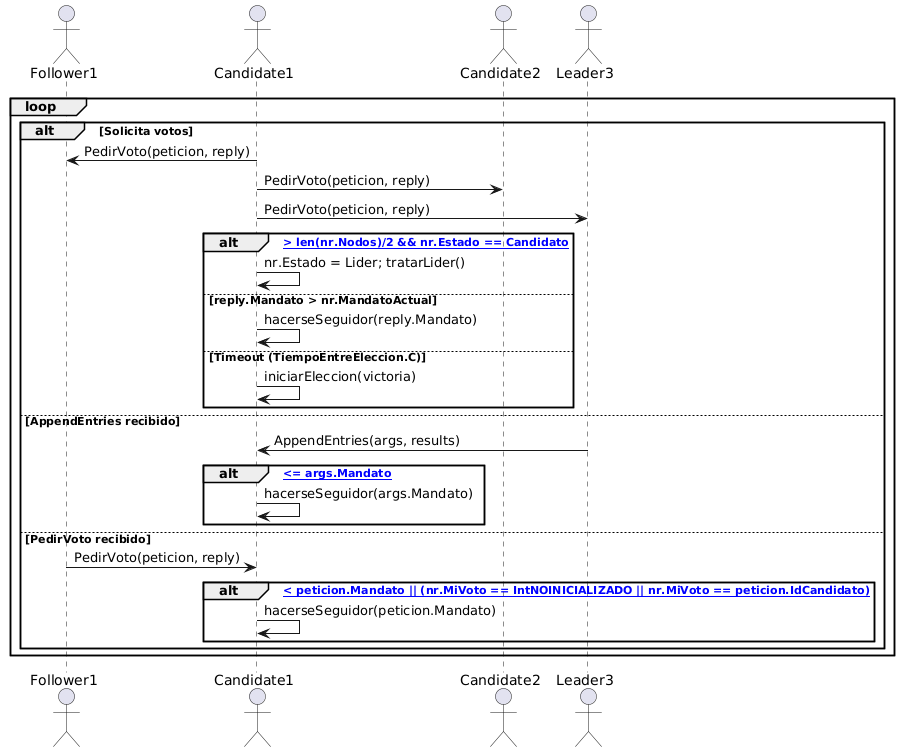 Follower1 Candidate1 Candidate2 Leader3
loop
alt [Solicita votos]
PedirVoto(peticion, reply)
PedirVoto(peticion, reply)
PedirVoto(peticion, reply)
alt > len(nr.Nodos)/2 && nr.Estado == Candidato
nr.Estado = Lider; tratarLider()
[reply.Mandato > nr.MandatoActual]
hacerseSeguidor(reply.Mandato)
[Timeout (TiempoEntreEleccion.C)]
iniciarEleccion(victoria)
[AppendEntries recibido]
AppendEntries(args, results)
alt <= args.Mandato
hacerseSeguidor(args.Mandato)
[PedirVoto recibido]
PedirVoto(peticion, reply)
alt < peticion.Mandato || (nr.MiVoto == IntNOINICIALIZADO || nr.MiVoto == peticion.IdCandidato)
hacerseSeguidor(peticion.Mandato)
Follower1 Candidate1 Candidate2 Leader3